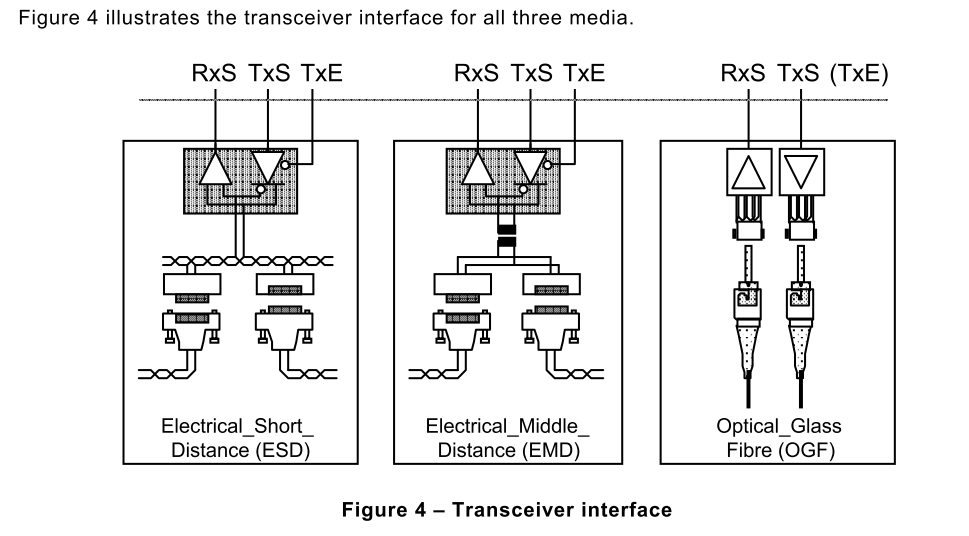 Figure 4 illustrates the transceiver interface for all three media.
RxS TxS TxE
RxS TxS TxE
RxS TxS (TxE)
Electrical_Short_
Distance (ESD)
Electrical_Middle_
Distance (EMD)
Optical_Glass
Fibre (OGF)
Figure 4 – Transceiver interface